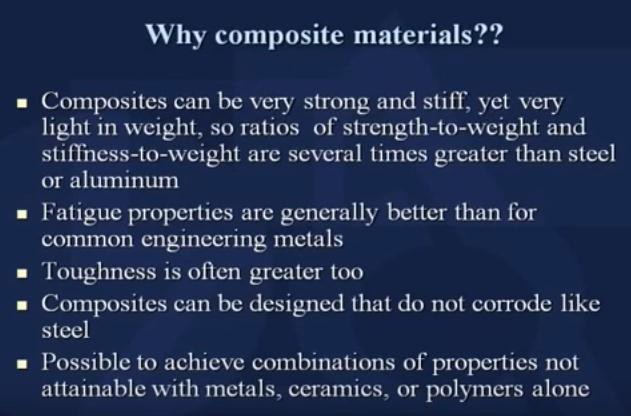 Why composite materials??
Composites can be very strong and stiff, yet very
light in weight, so ratios of strength-to-weight and
stiffness-to-weight are several times greater than steel
or aluminum
Fatigue properties are generally better than for
common engineering metals
Toughness is often greater too
Composites can be designed that do not corrode like
steel
Possible to achieve combinations of properties not
attainable with metals, ceramics, or polymers alone